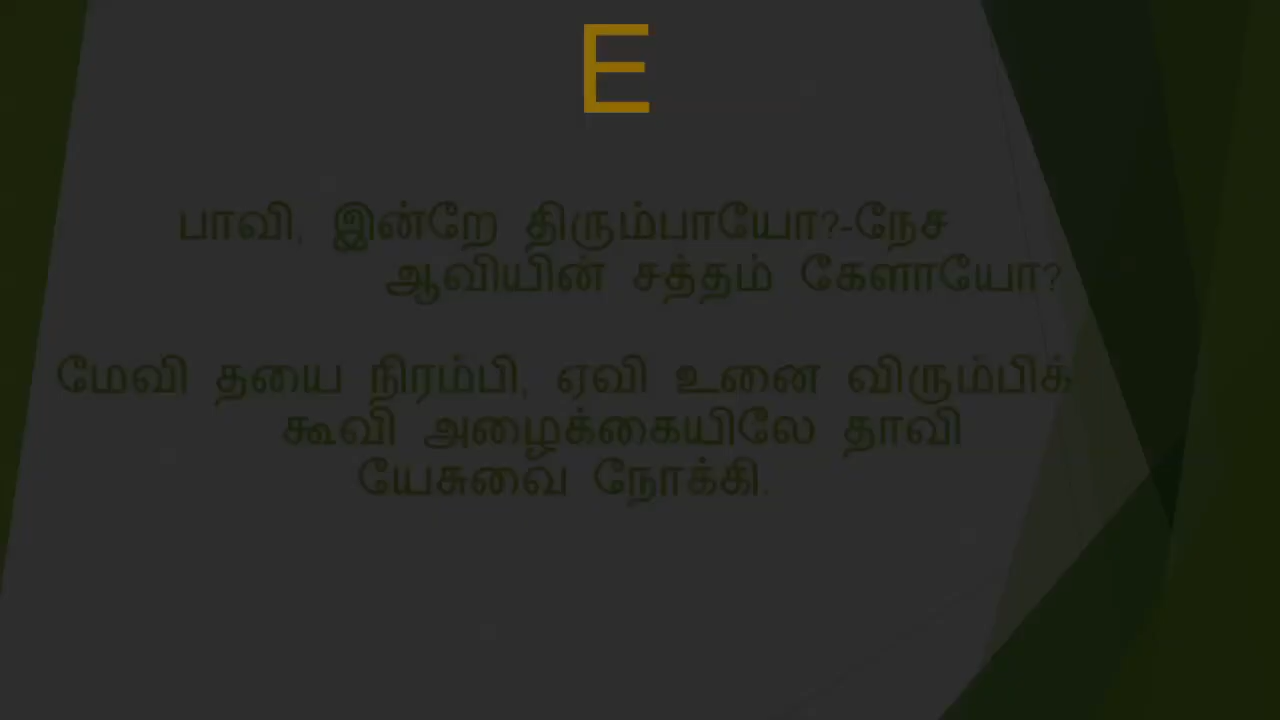 E
பாவி, இன்றே திரும்பாயோ?-நேச
ஆவியின் சத்தம் கேளாயோ?
மேவி தயை நிரம்பி, ஏவி உனை விரும்பிக்
கூவி அழைக்கையிலே தாவி
யேசுவை நோக்கி.